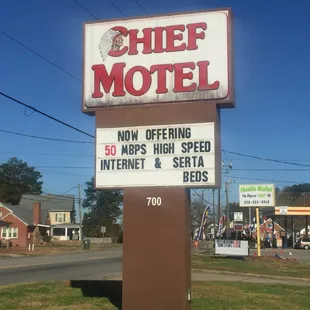 CHIEF
MOTEL
NOW OFFERING
50 MBPS HIGH SPEED
INTERNET & SERTA
BEDS
700